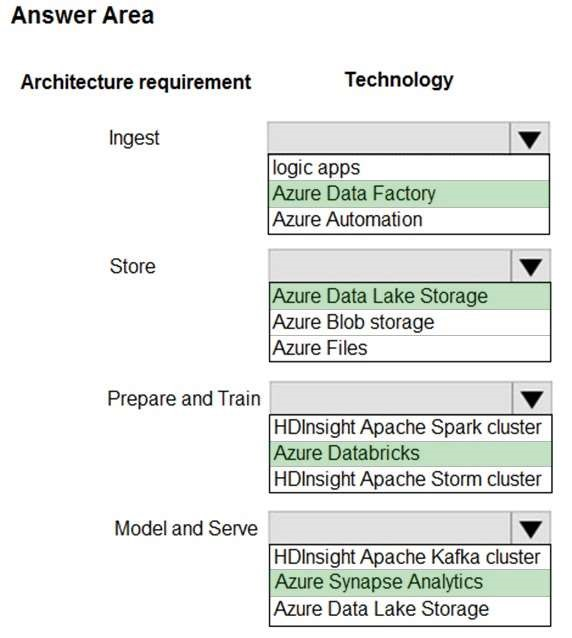 Answer Area
Architecture requirement Technology
Ingest
logic apps
Azure Data Factory
Azure Automation
Store
Azure Data Lake Storage
Azure Blob storage
Azure Files
Prepare and Train
HDInsight Apache Spark cluster
Azure Databricks
HDInsight Apache Storm cluster
Model and Serve
HDInsight Apache Kafka cluster
Azure Synapse Analytics
Azure Data Lake Storage